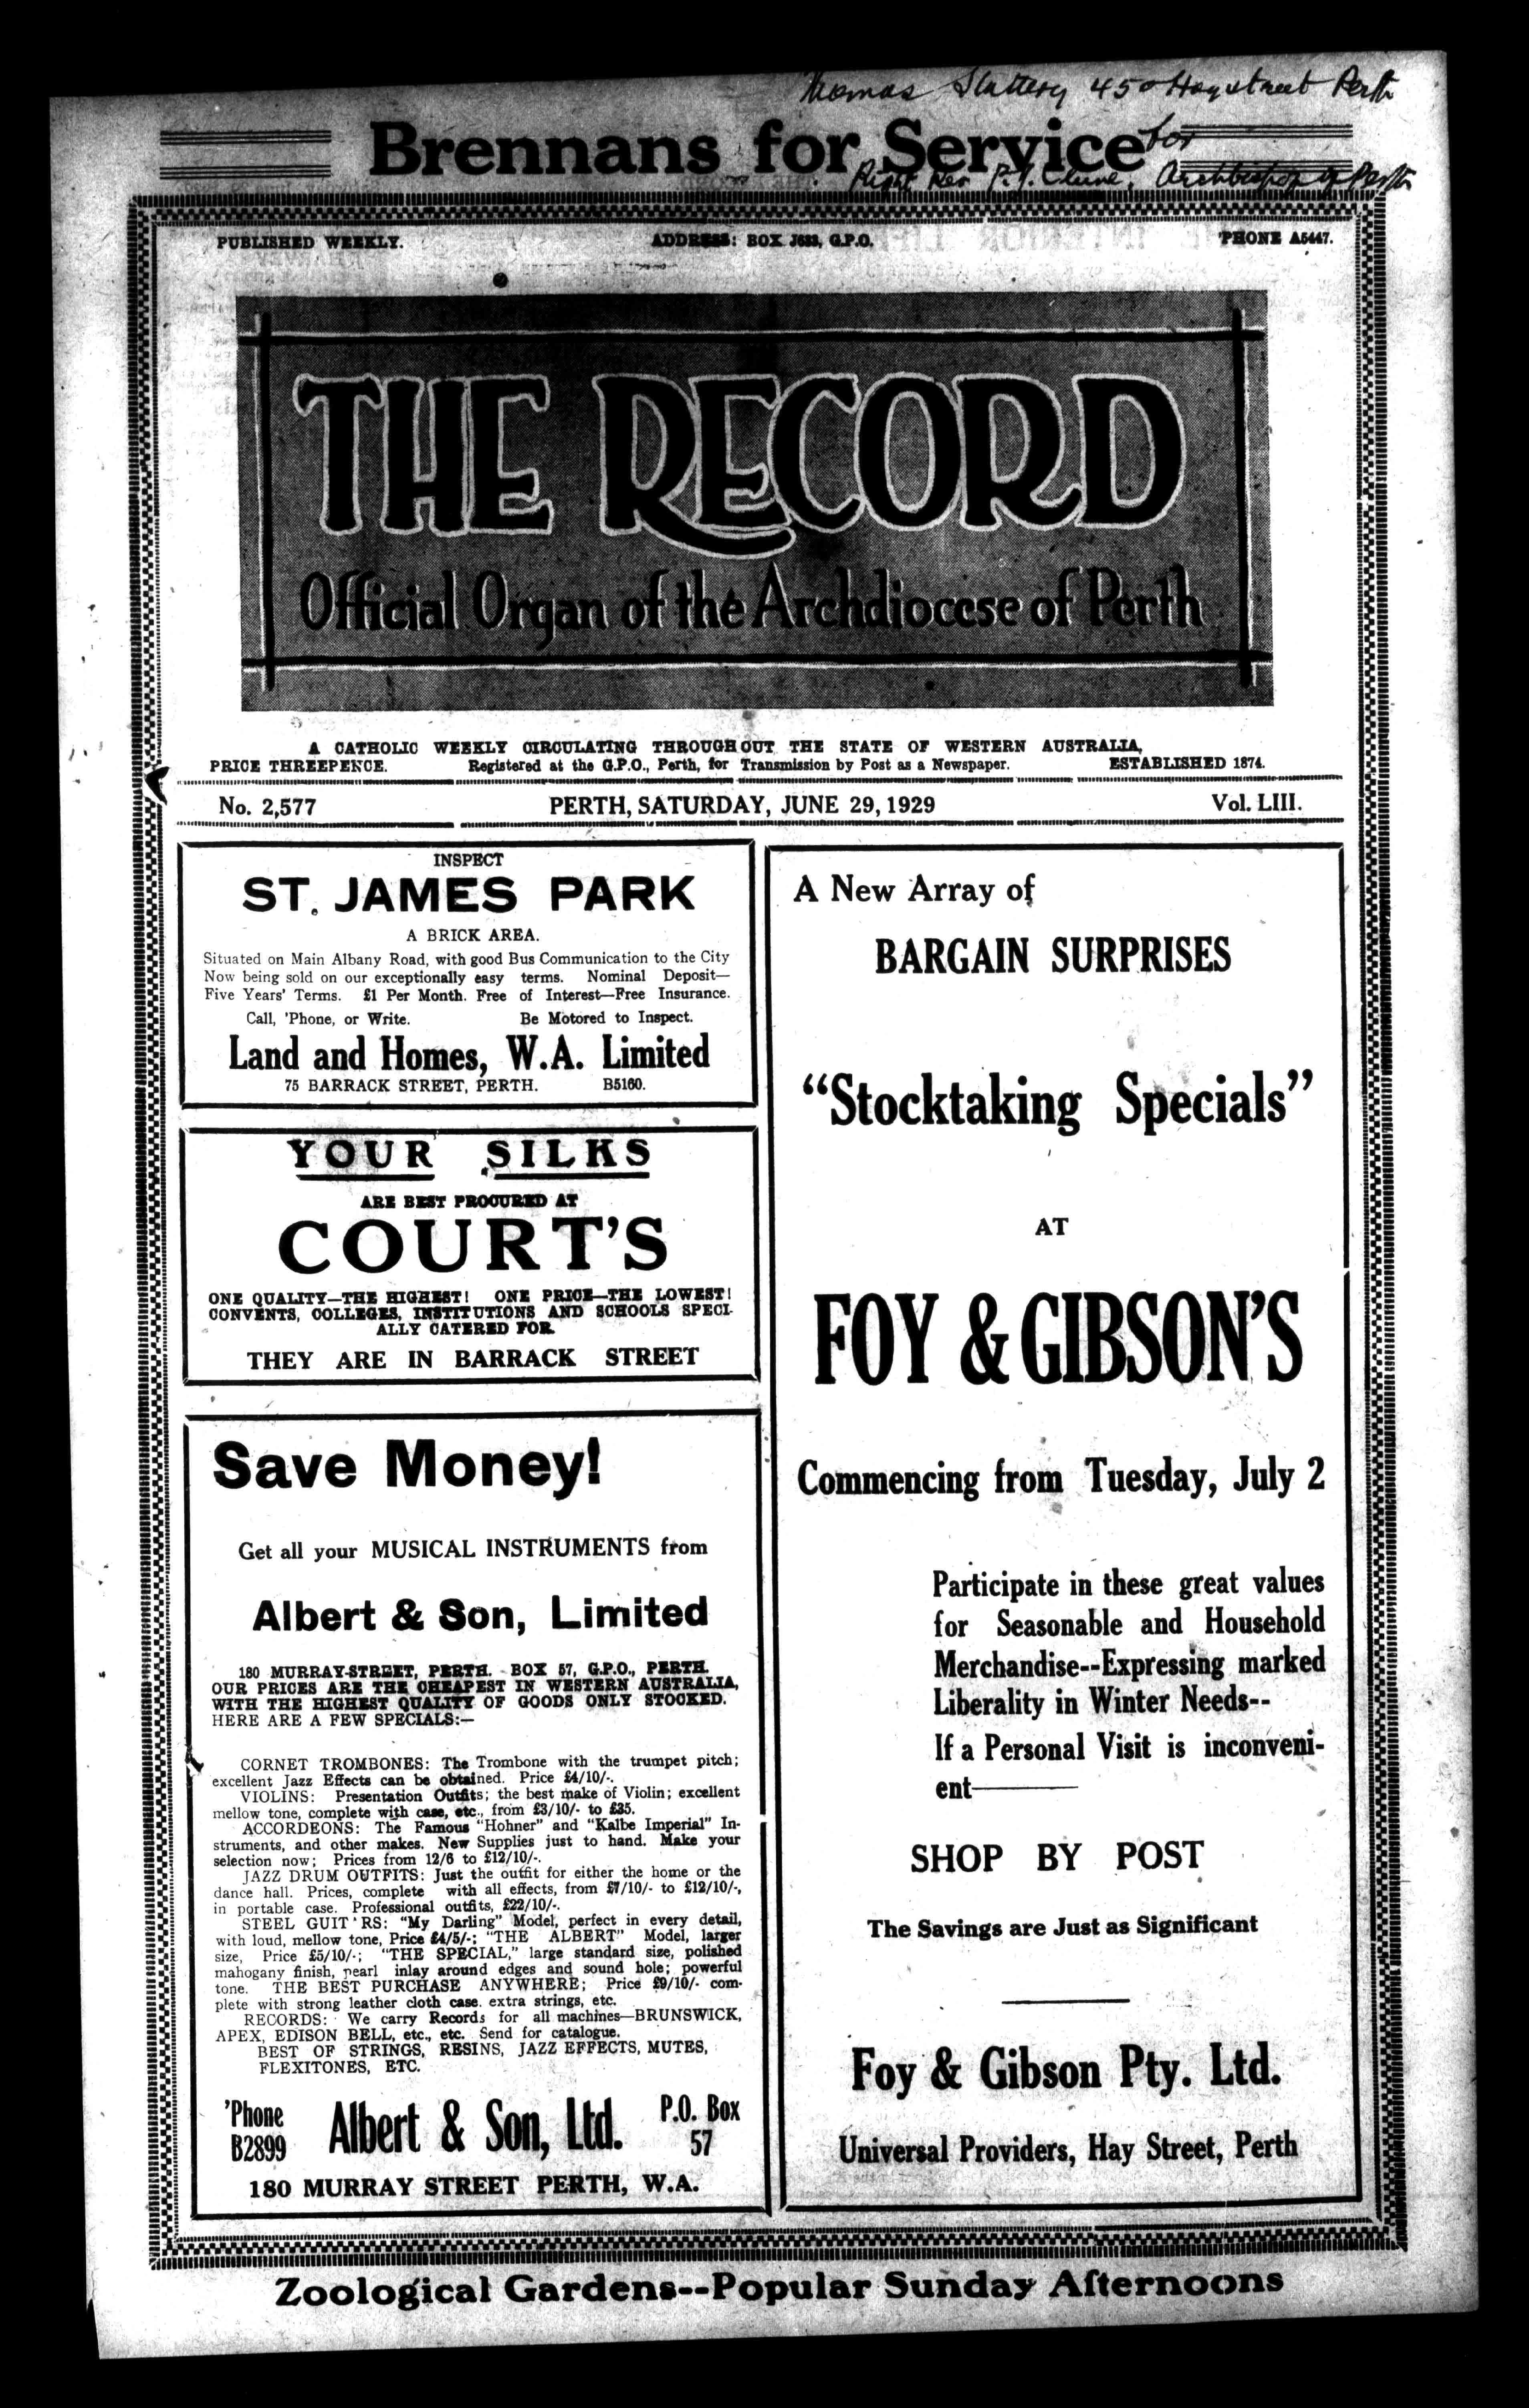 Thomas Slattery 450 Hay street Perth
for
Brennans for Service
Right Rev P. J. Clune, Archbishop of Perth
PUBLISHED WEEKLY. ADDRESS: BOX J633, G.P.O. 'PHONE A5447.
THE RECORD
Official Organ of the Archdiocese of Perth
A CATHOLIC WEEKLY CIRCULATING THROUGHOUT THE STATE OF WESTERN AUSTRALIA,
PRICE THREEPENCE. Registered at the G.P.O., Perth, for Transmission by Post as a Newspaper. ESTABLISHED 1874.
No. 2,577 PERTH, SATURDAY, JUNE 29, 1929 Vol. LIII.
INSPECT
ST. JAMES PARK
A BRICK AREA.
Situated on Main Albany Road, with good Bus Communication to the City
Now being sold on our exceptionally easy terms. Nominal Deposit—
Five Years' Terms. £1 Per Month. Free of Interest—Free Insurance.
Call, 'Phone, or Write. Be Motored to Inspect.
Land and Homes, W.A. Limited
75 BARRACK STREET, PERTH. B5160.
YOUR SILKS
ARE BEST PROCURED AT
COURT'S
ONE QUALITY—THE HIGHEST! ONE PRICE—THE LOWEST!
CONVENTS, COLLEGES, INSTITUTIONS AND SCHOOLS SPECI-
ALLY CATERED FOR.
THEY ARE IN BARRACK STREET
Save Money!
Get all your MUSICAL INSTRUMENTS from
Albert & Son, Limited
180 MURRAY-STREET, PERTH. BOX 57, G.P.O., PERTH.
OUR PRICES ARE THE CHEAPEST IN WESTERN AUSTRALIA,
WITH THE HIGHEST QUALITY OF GOODS ONLY STOCKED.
HERE ARE A FEW SPECIALS:—
CORNET TROMBONES: The Trombone with the trumpet pitch;
excellent Jazz Effects can be obtained. Price £4/10/-.
VIOLINS: Presentation Outfits; the best make of Violin; excellent
mellow tone, complete with case, etc., from £3/10/- to £35.
ACCORDEONS: The Famous "Hohner" and "Kalbe Imperial" In-
struments, and other makes. New Supplies just to hand. Make your
selection now; Prices from 12/6 to £12/10/-.
JAZZ DRUM OUTFITS: Just the outfit for either the home or the
dance hall. Prices, complete with all effects, from £7/10/- to £12/10/-,
in portable case. Professional outfits, £22/10/-.
STEEL GUIT'RS: "My Darling" Model, perfect in every detail,
with loud, mellow tone, Price £4/5/-; "THE ALBERT" Model, larger
size, Price £5/10/-; "THE SPECIAL," large standard size, polished
mahogany finish, pearl inlay around edges and sound hole; powerful
tone. THE BEST PURCHASE ANYWHERE; Price £9/10/- com-
plete with strong leather cloth case. extra strings, etc.
RECORDS: We carry Records for all machines—BRUNSWICK,
APEX, EDISON BELL, etc., etc. Send for catalogue.
BEST OF STRINGS, RESINS, JAZZ EFFECTS, MUTES,
FLEXITONES, ETC.
'Phone B2899 Albert & Son, Ltd. P.O. Box 57
180 MURRAY STREET PERTH, W.A.
A New Array of
BARGAIN SURPRISES
"Stocktaking Specials"
AT
FOY & GIBSON'S
Commencing from Tuesday, July 2
Participate in these great values
for Seasonable and Household
Merchandise--Expressing marked
Liberality in Winter Needs--
If a Personal Visit is inconveni-
ent———
SHOP BY POST
The Savings are Just as Significant
Foy & Gibson Pty. Ltd.
Universal Providers, Hay Street, Perth
Zoological Gardens--Popular Sunday Afternoons